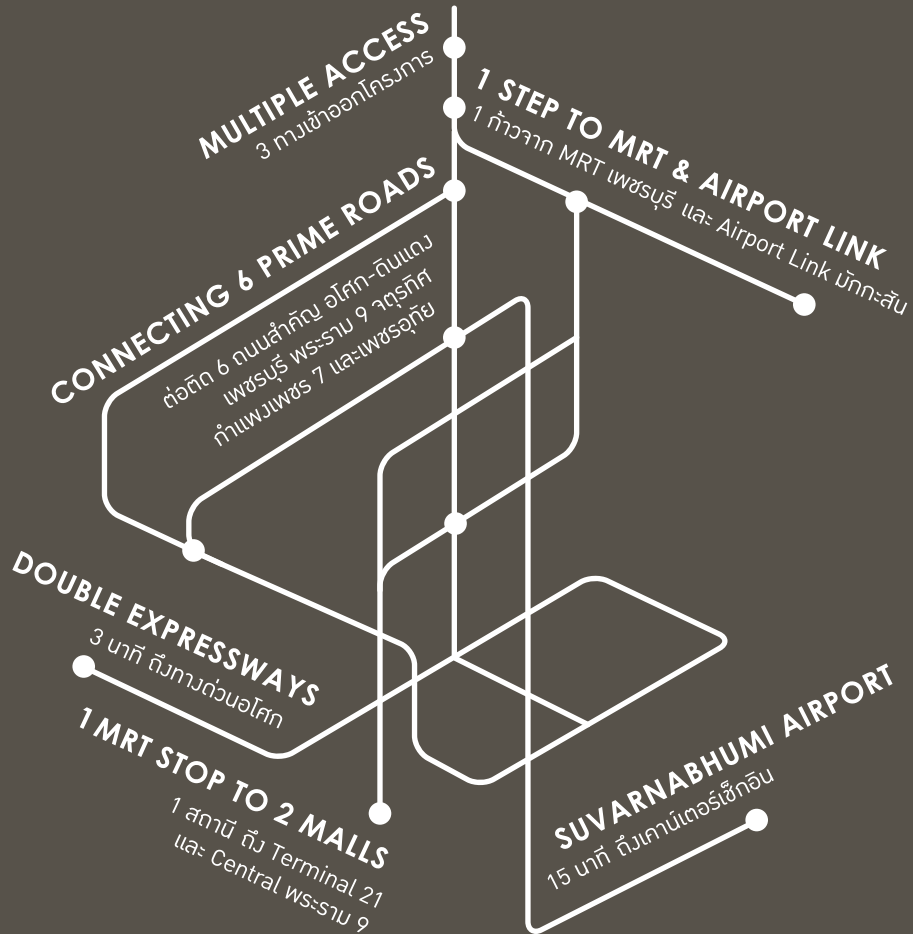 MULTIPLE ACCESS
3 ทางเข้าออกโครงการ
1 STEP TO MRT & AIRPORT LINK
1 ก้าวจาก MRT เพชรบุรี และ Airport Link มักกะสัน
CONNECTING 6 PRIME ROADS
ต่อติด 6 ถนนสำคัญ อโศก-ดินแดง
เพชรบุรี พระราม 9 จตุรทิศ
กำแพงเพชร 7 และเพชรอุทัย
DOUBLE EXPRESSWAYS
3 นาที ถึงทางด่วนอโศก
1 MRT STOP TO 2 MALLS
1 สถานี ถึง Terminal 21
และ Central พระราม 9
SUVARNABHUMI AIRPORT
15 นาที ถึงเคาน์เตอร์เช็กอิน